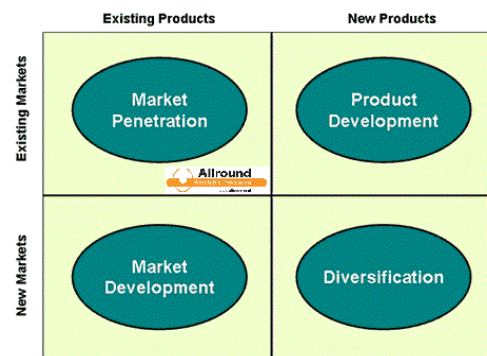 Existing Products
New Products
Existing Markets
Market
Penetration
Product
Development
Allround
New Markets
Market
Development
Diversification